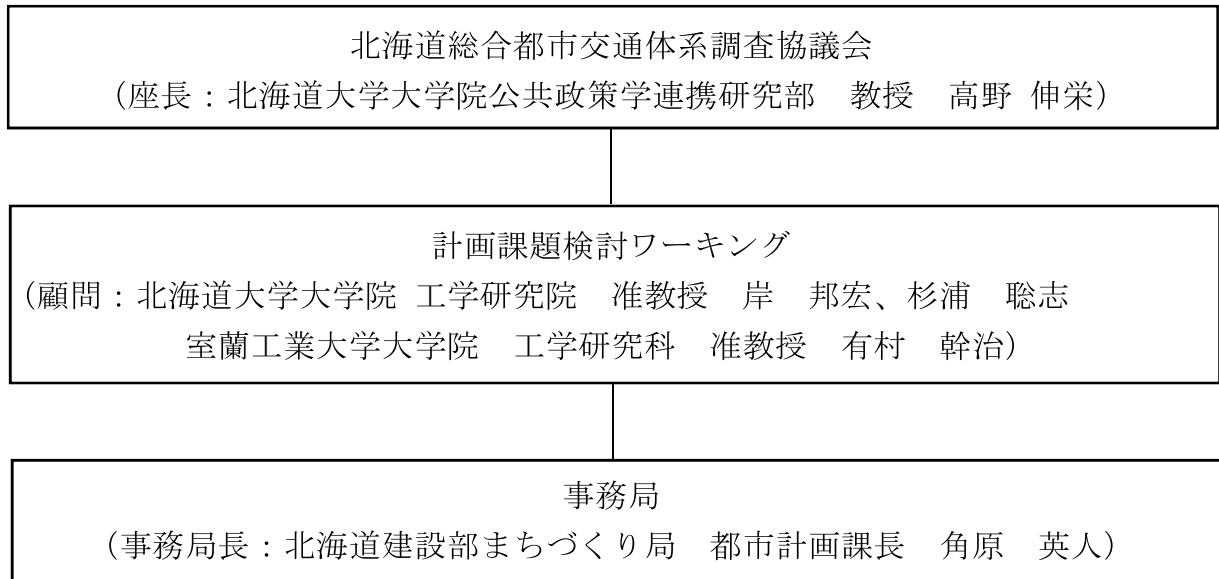 北海道総合都市交通体系調査協議会
(座長:北海道大学大学院公共政策学連携研究部 教授 高野 伸栄)
計画課題検討ワーキング
(顧問:北海道大学大学院 工学研究院 准教授 岸 邦宏、杉浦 聡志
室蘭工業大学大学院 工学研究科 准教授 有村 幹治)
事務局
(事務局長:北海道建設部まちづくり局 都市計画課長 角原 英人)